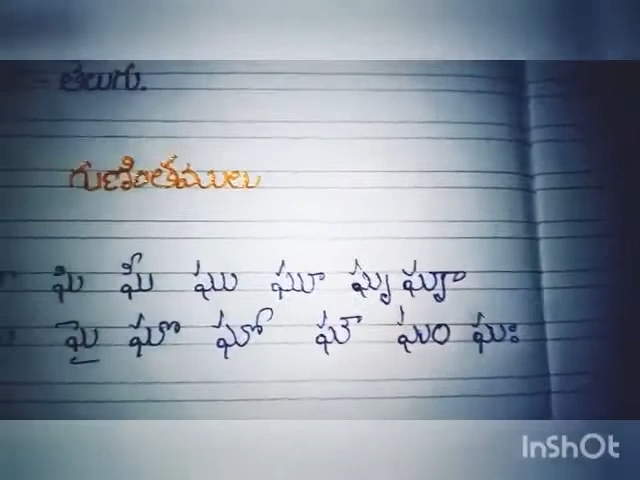 తెలుగు.
గుణింతములు
ఘి ఘీ ఘు ఘూ ఘృ ఘౄ
ఘై ఘొ ఘో ఘౌ ఘం ఘః
InShOt